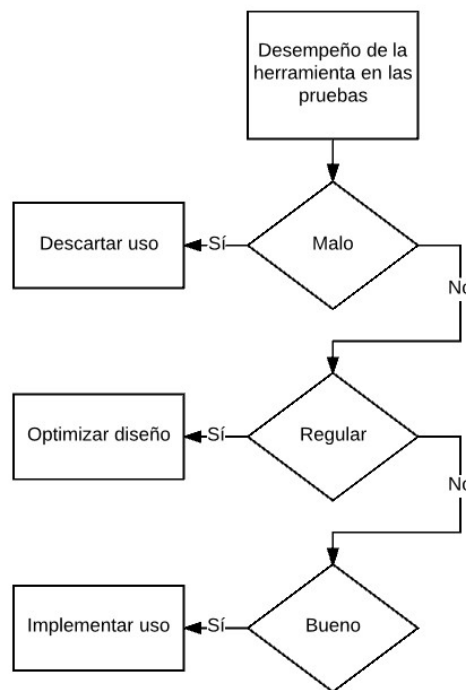 Desempeño de la
herramienta en las
pruebas
Descartar uso
Sí
Malo
No
Optimizar diseño
Sí
Regular
No
Implementar uso
Sí
Bueno